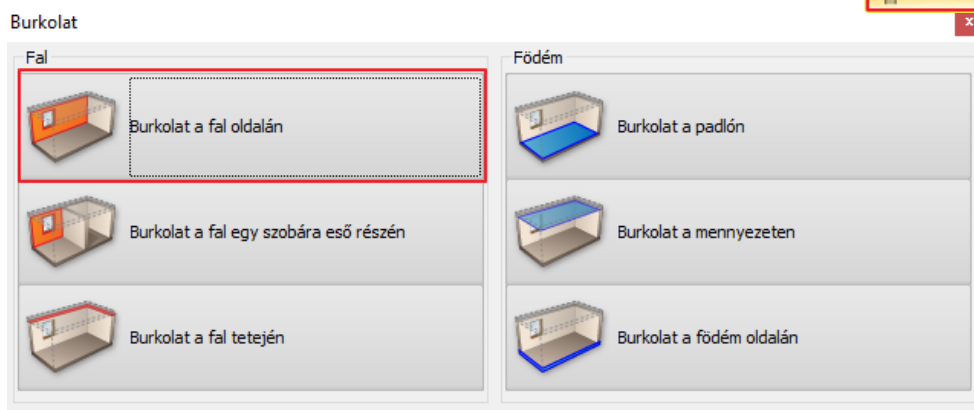 Burkolat
x
Fal
Burkolat a fal oldalán
Burkolat a fal egy szobára eső részén
Burkolat a fal tetején
Födém
Burkolat a padlón
Burkolat a mennyezeten
Burkolat a födém oldalán